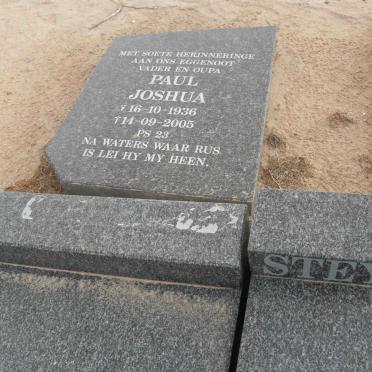 MET SOETE HERINNERINGE
AAN ONS EGGENOOT
VADER EN OUPA
PAUL
JOSHUA
*16-10-1936
†14-09-2005
PS 23
NA WATERS WAAR RUS
IS LEI HY MY HEEN.
STEY